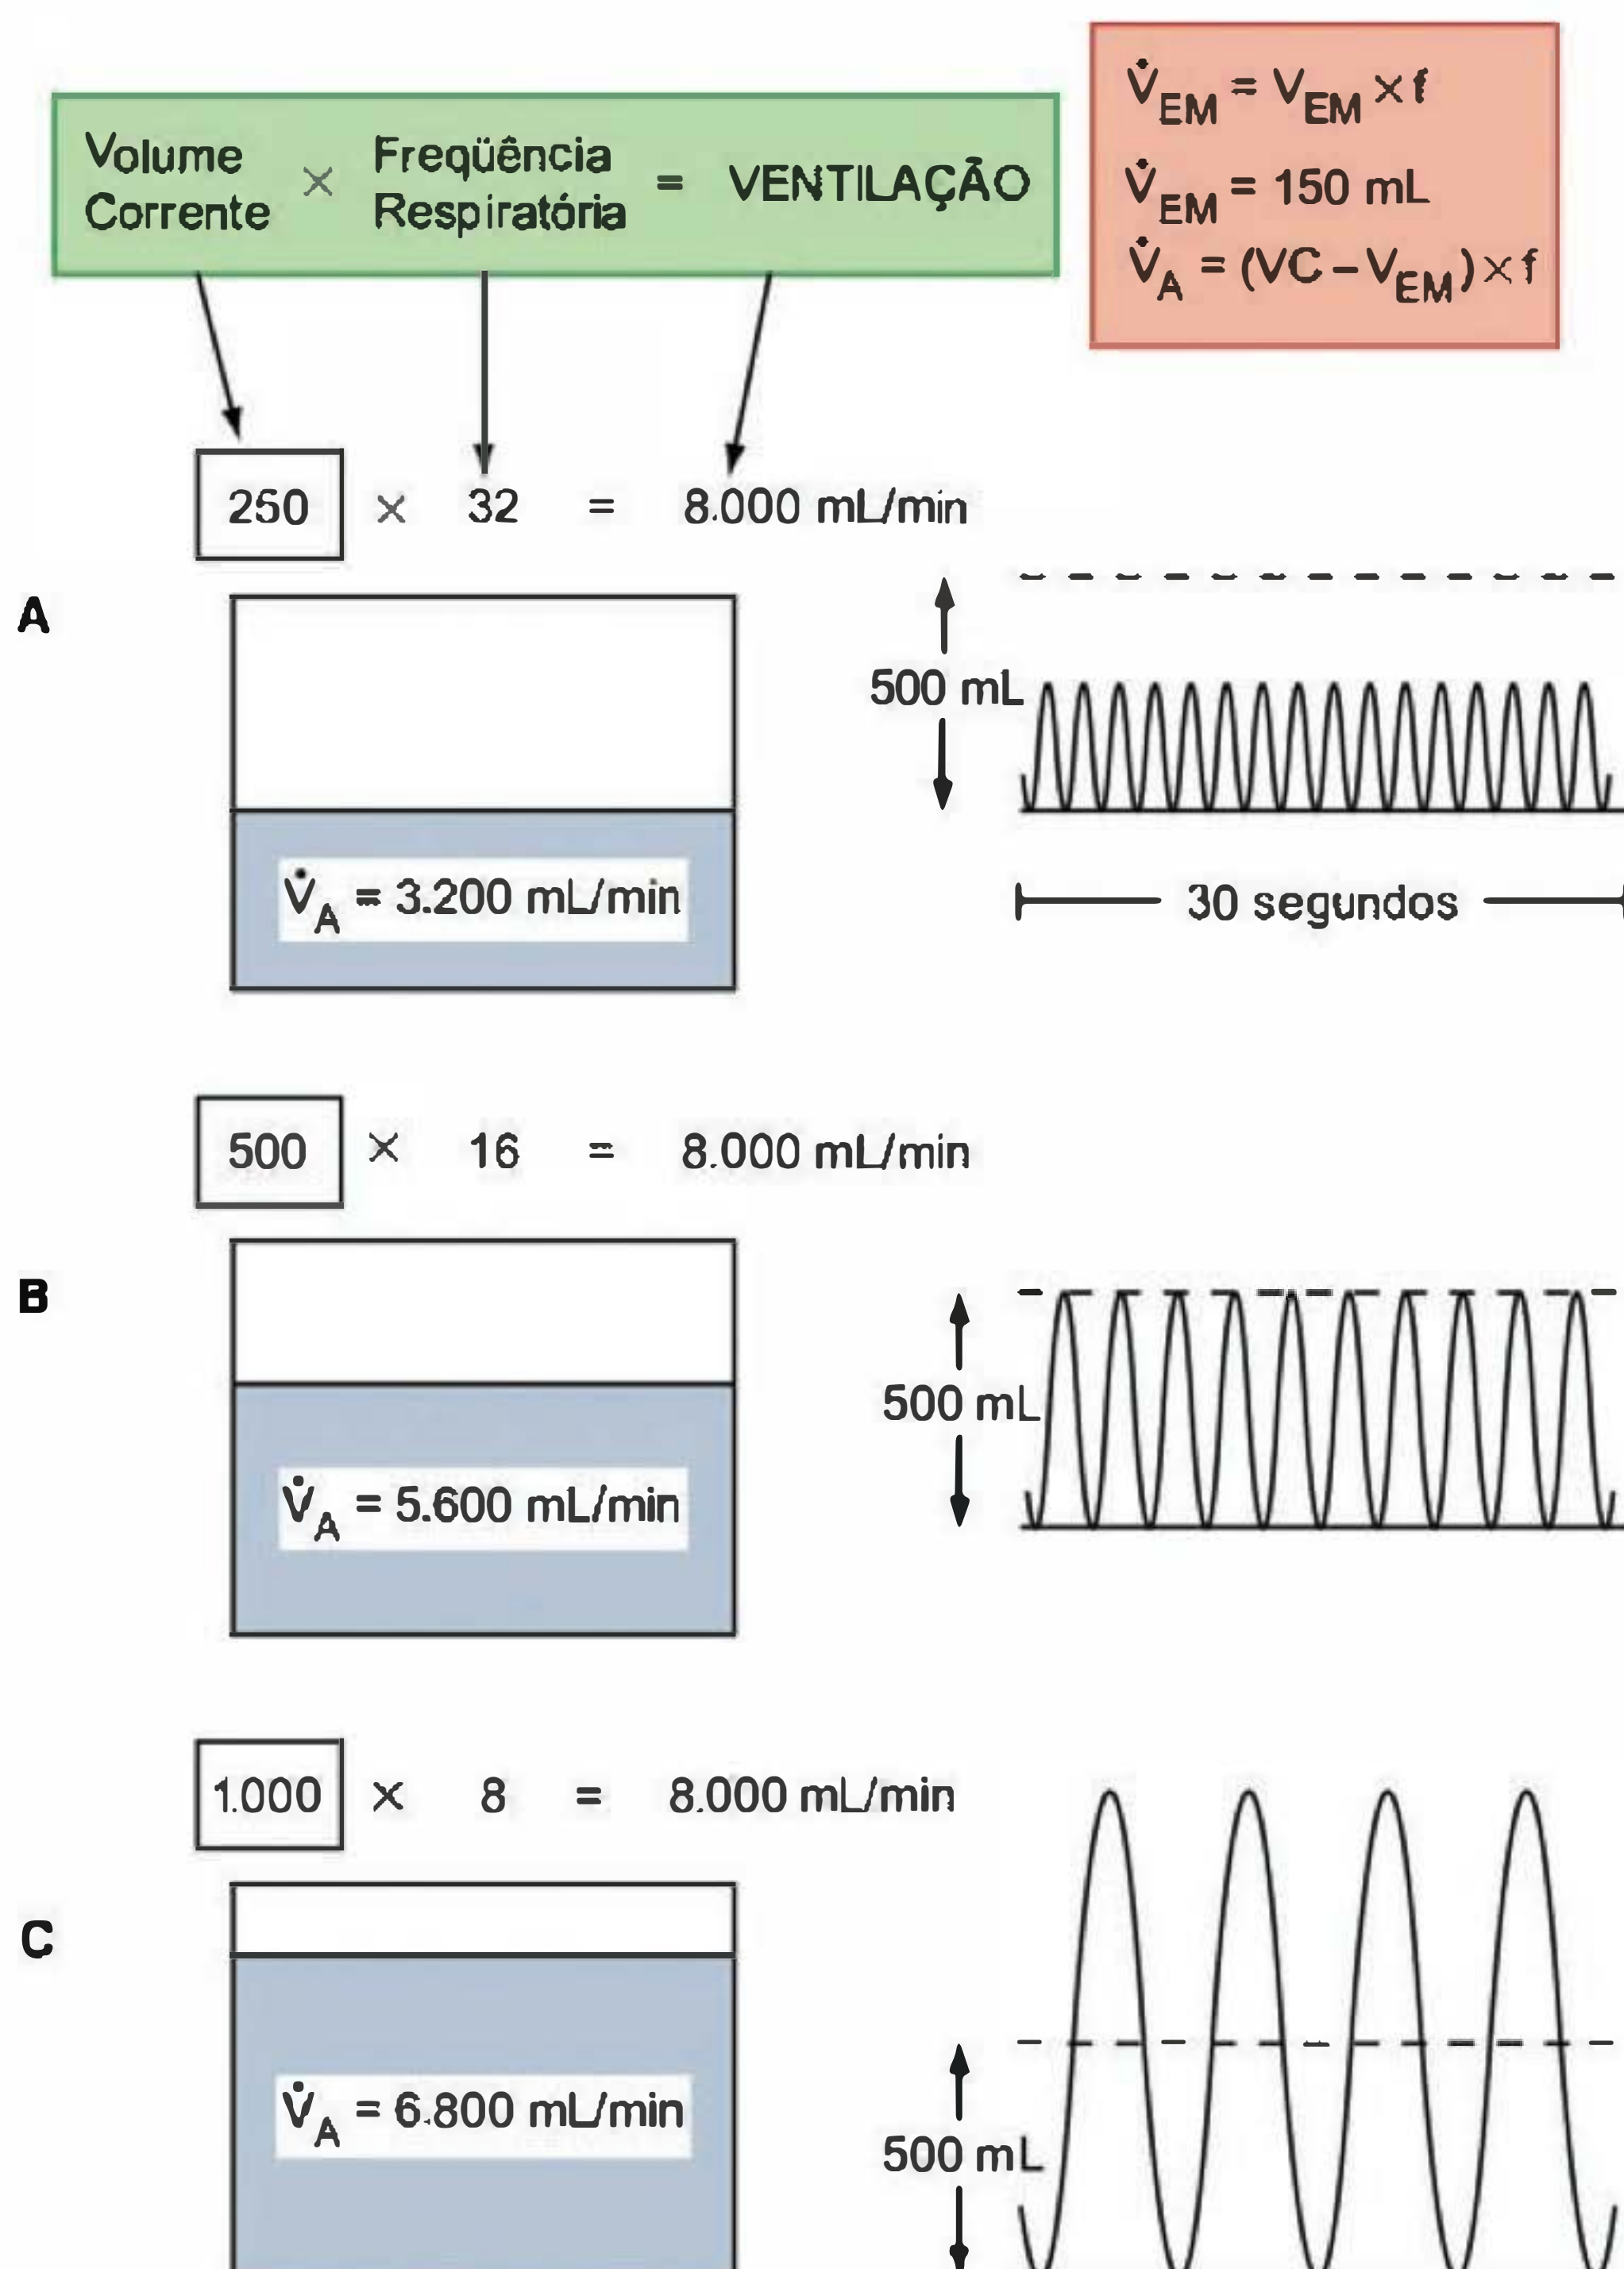 Volume Corrente × Freqüência Respiratória = VENTILAÇÃO
V̇EM = VEM × f
V̇EM = 150 mL
V̇A = (VC – VEM) × f
250 × 32 = 8.000 mL/min
A
500 mL
V̇A = 3.200 mL/min
30 segundos
500 × 16 = 8.000 mL/min
B
500 mL
V̇A = 5.600 mL/min
1.000 × 8 = 8.000 mL/min
C
V̇A = 6.800 mL/min
500 mL